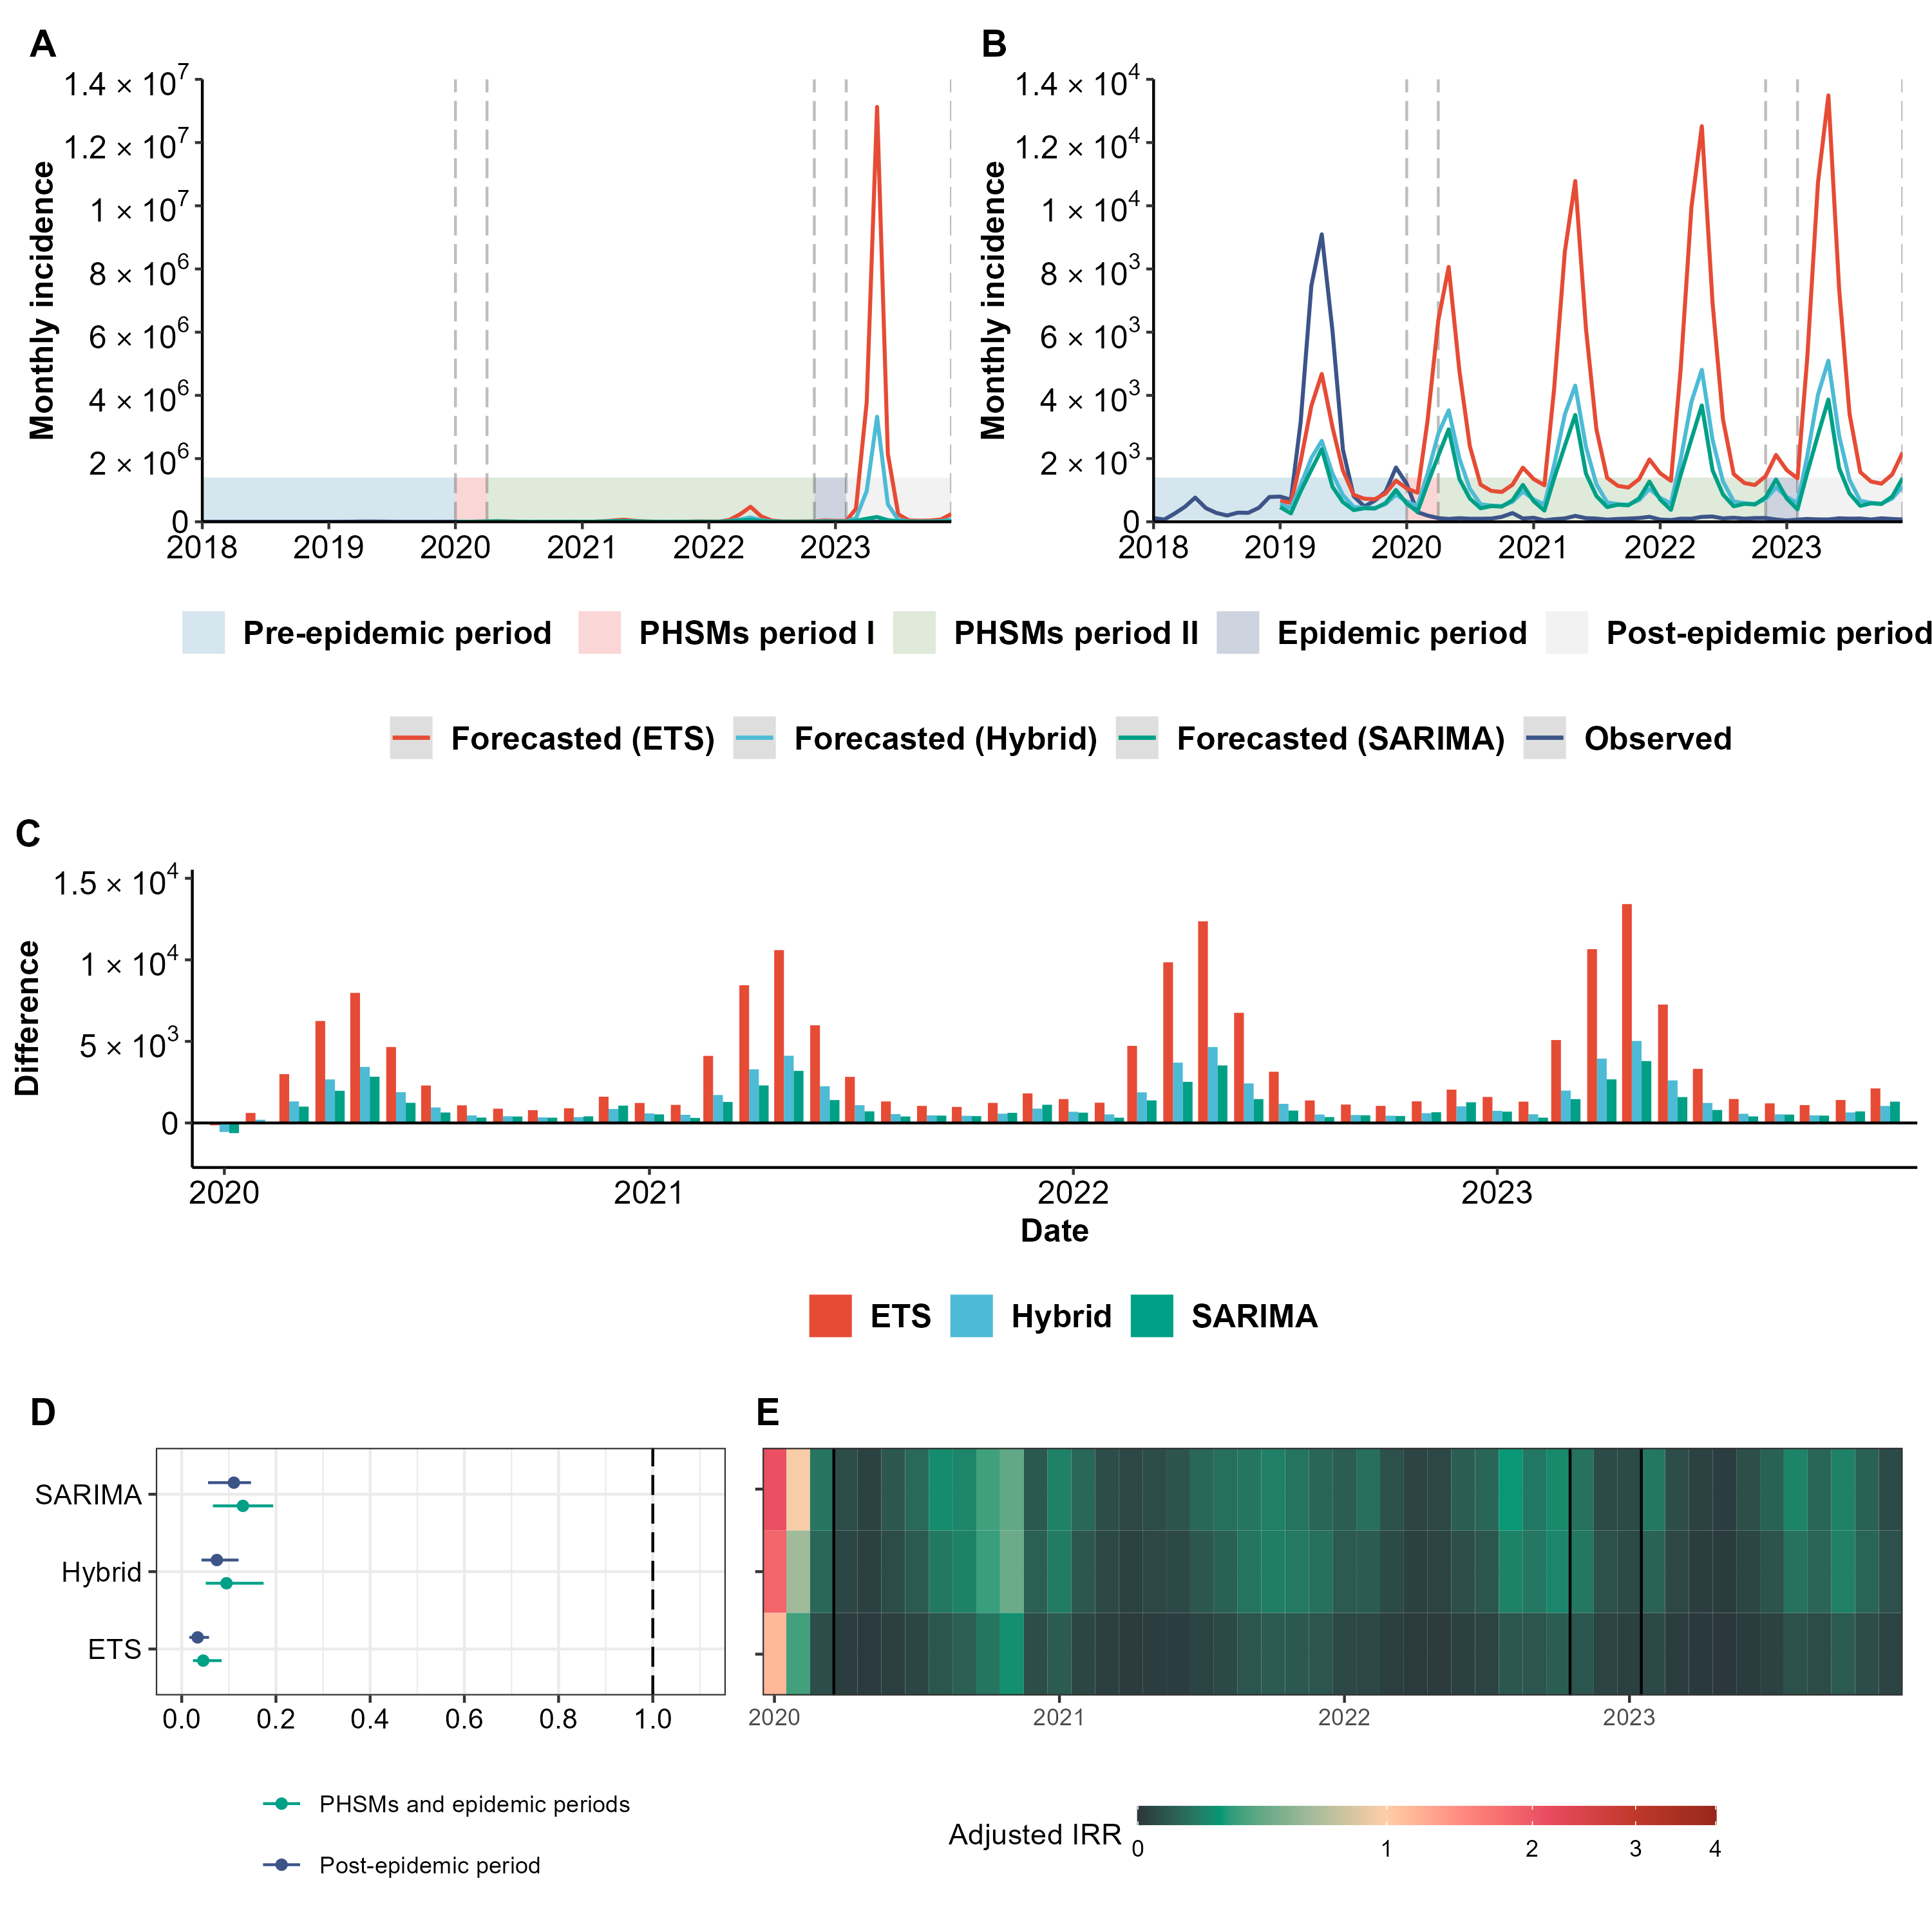 A
Monthly incidence
1.4 × 10⁷
1.2 × 10⁷
1 × 10⁷
8 × 10⁶
6 × 10⁶
4 × 10⁶
2 × 10⁶
0
2018 2019 2020 2021 2022 2023
B
Monthly incidence
1.4 × 10⁴
1.2 × 10⁴
1 × 10⁴
8 × 10³
6 × 10³
4 × 10³
2 × 10³
0
2018 2019 2020 2021 2022 2023
Pre-epidemic period PHSMs period I PHSMs period II Epidemic period Post-epidemic period
Forecasted (ETS) Forecasted (Hybrid) Forecasted (SARIMA) Observed
C
Difference
1.5 × 10⁴
1 × 10⁴
5 × 10³
0
2020 2021 2022 2023
Date
ETS Hybrid SARIMA
D
SARIMA
Hybrid
ETS
0.0 0.2 0.4 0.6 0.8 1.0
PHSMs and epidemic periods
Post-epidemic period
E
2020 2021 2022 2023
Adjusted IRR
0 1 2 3 4